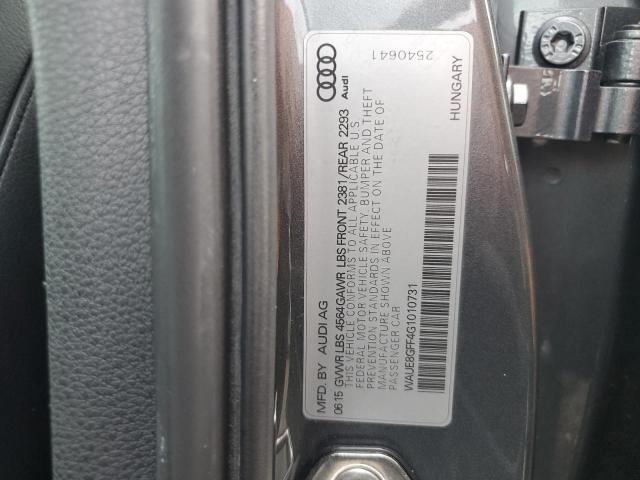 Audi
2540641
MFD. BY AUDI AG
06 15 GVWR LBS 4564 GAWR LBS FRONT 2381/REAR 2293
THIS VEHICLE CONFORMS TO ALL APPLICABLE U S
FEDERAL MOTOR VEHICLE SAFETY, BUMPER AND THEFT
PREVENTION STANDARDS IN EFFECT ON THE DATE OF
MANUFACTURE SHOWN ABOVE
PASSENGER CAR
WAUE8GFF4G1010731
HUNGARY